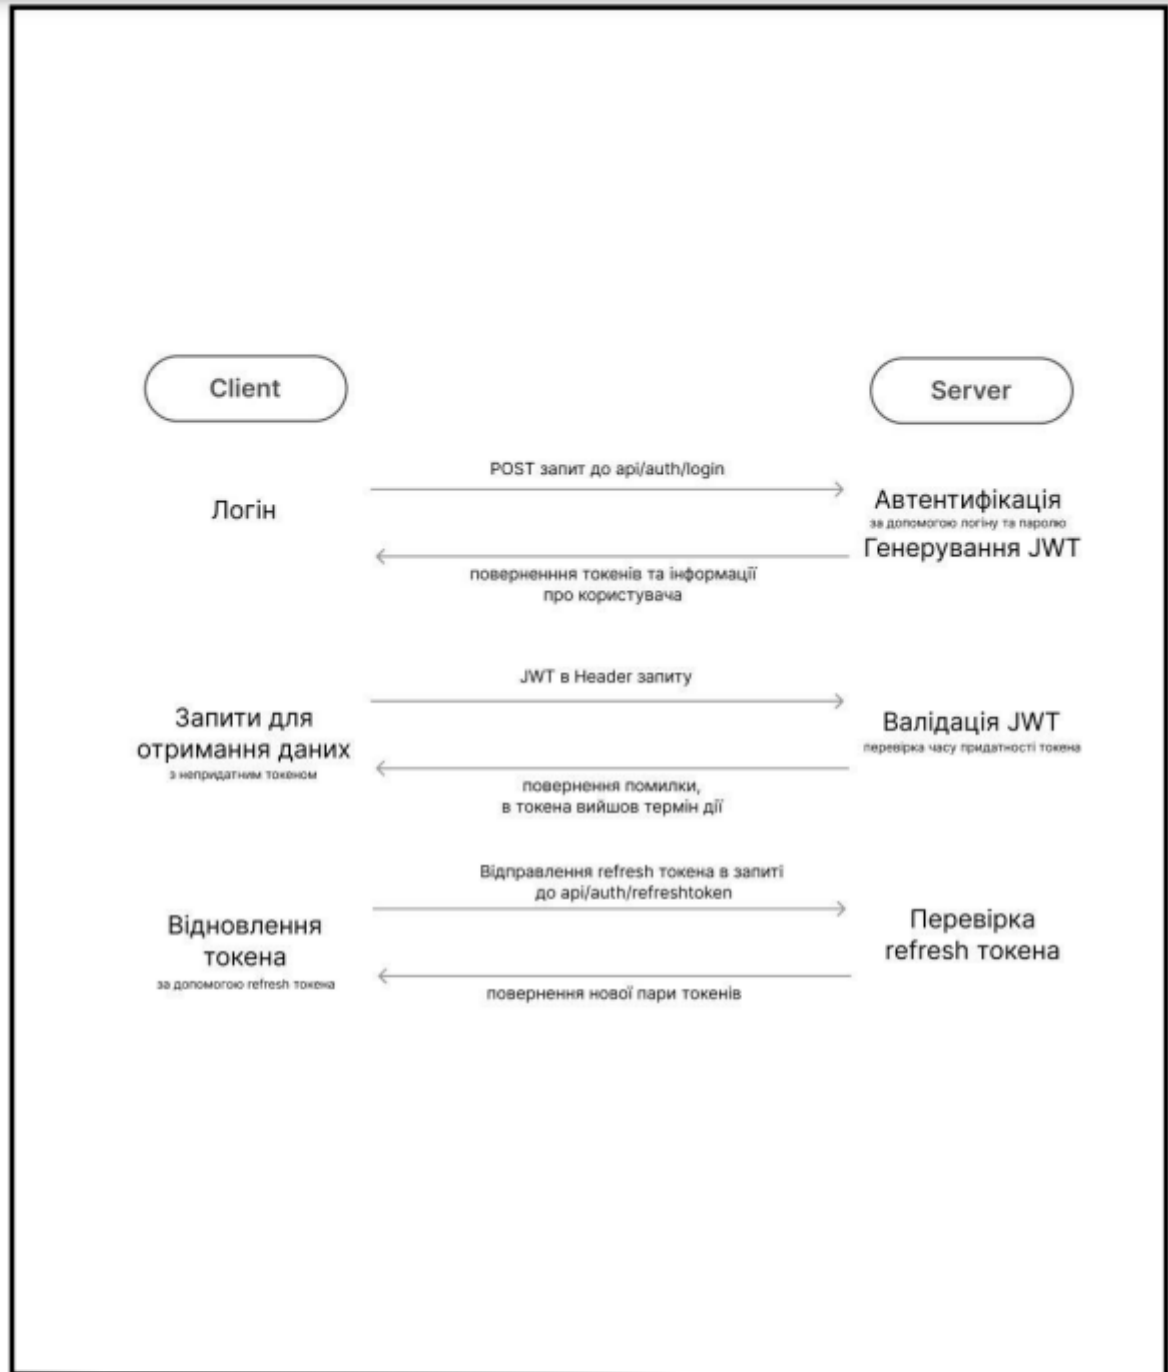 Client
Server
POST запит до api/auth/login
Логін
Автентифікація
за допомогою логіну та паролю
Генерування JWT
поверненння токенів та інформації
про користувача
JWT в Header запиту
Запити для
отримання даних
з непридатним токеном
Валідація JWT
перевірка часу придатності токена
повернення помилки,
в токена вийшов термін дії
Відправлення refresh токена в запиті
до api/auth/refreshtoken
Відновлення
токена
за допомогою refresh токена
Перевірка
refresh токена
повернення нової пари токенів